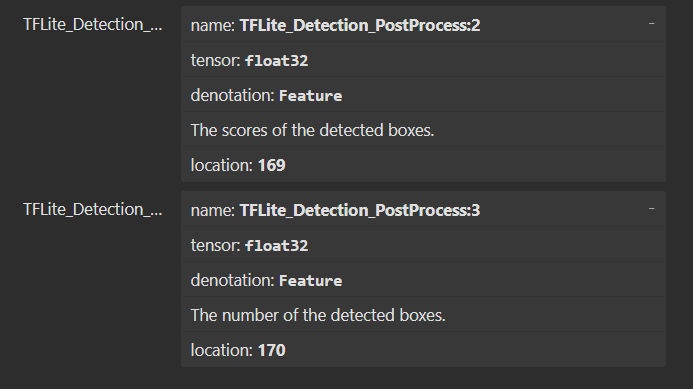 TFLite_Detection_... name: TFLite_Detection_PostProcess:2 -
tensor: float32
denotation: Feature
The scores of the detected boxes.
location: 169
TFLite_Detection_... name: TFLite_Detection_PostProcess:3 -
tensor: float32
denotation: Feature
The number of the detected boxes.
location: 170